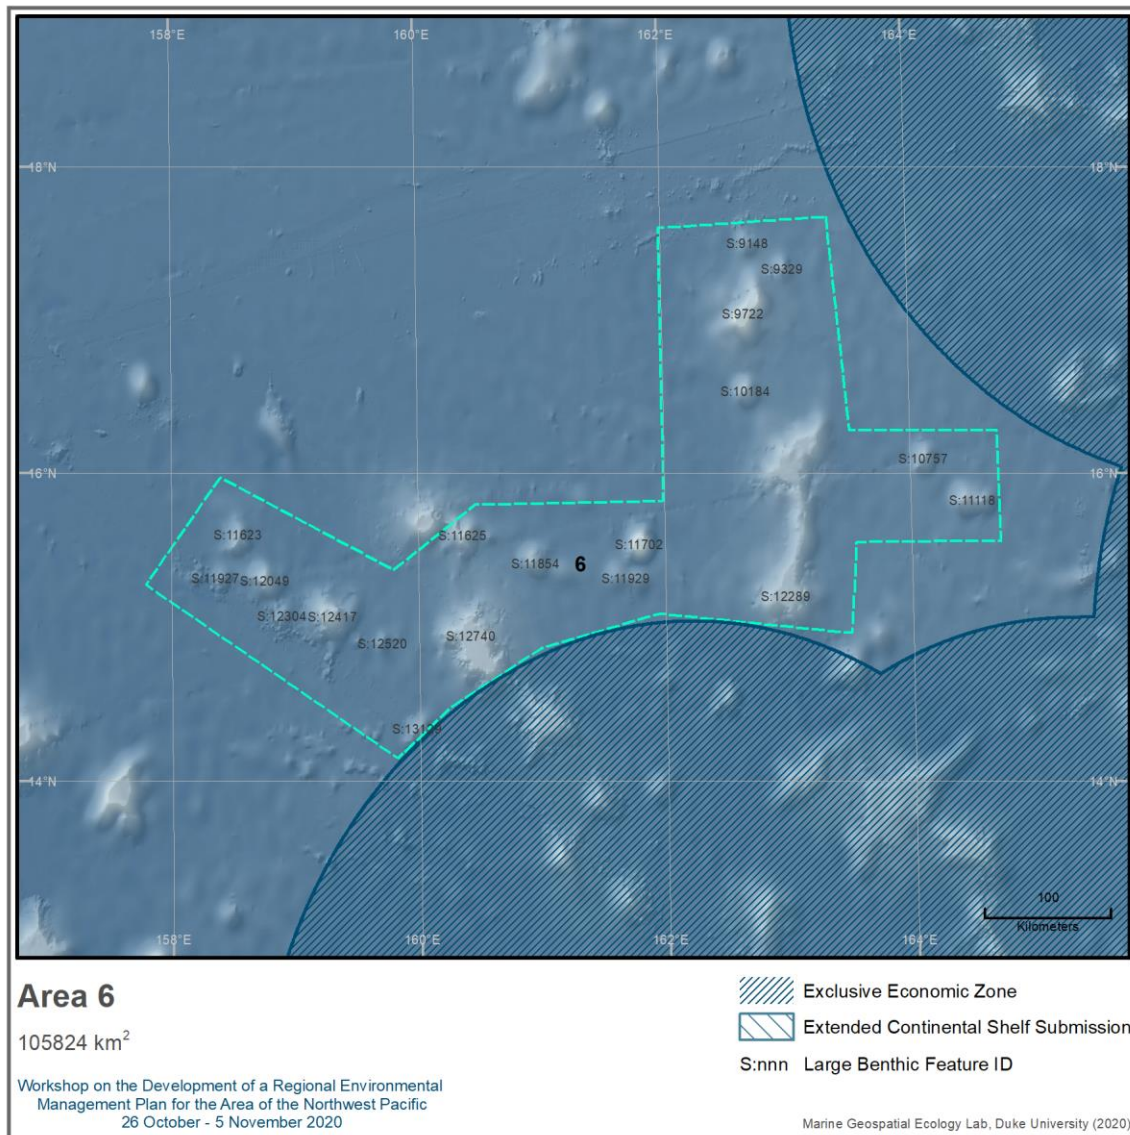 158°E 160°E 162°E 164°E
18°N 18°N
S:9148
S:9329
S:9722
S:10184
S:10757
16°N 16°N
S:11118
S:11623 S:11625 S:11702
S:11854 6
S:11927 S:12049 S:11929
S:12289
S:12304 S:12417
S:12520 S:12740
14°N 14°N
100
Kilometers
158°E 160°E 162°E 164°E
Area 6
105824 km²
Workshop on the Development of a Regional Environmental
Management Plan for the Area of the Northwest Pacific
26 October - 5 November 2020
Exclusive Economic Zone
Extended Continental Shelf Submission
S:nnn Large Benthic Feature ID
Marine Geospatial Ecology Lab, Duke University (2020)